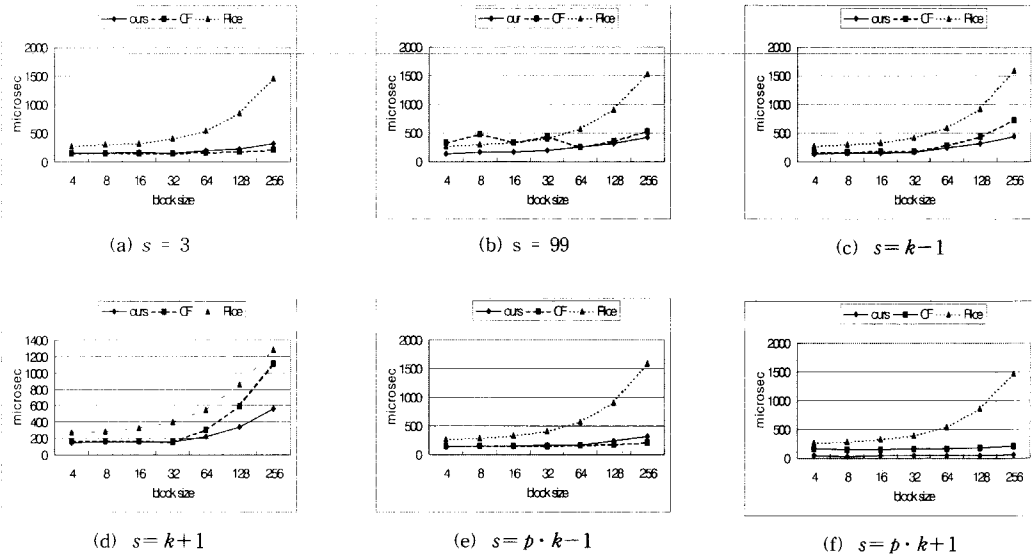 ours CF Rice
2000
1500
1000
500
0
microsec
4 8 16 32 64 128 256
block size
(a) s = 3
our CF Rice
2000
1500
1000
500
0
microsec
4 8 16 32 64 128 256
block size
(b) s = 99
ours CF Rice
2000
1500
1000
500
0
microsec
4 8 16 32 64 128 256
block size
(c) s=k−1
ours CF Rice
1400
1200
1000
800
600
400
200
0
microsec
4 8 16 32 64 128 256
block size
(d) s=k+1
ours CF Rice
2000
1500
1000
500
0
microsec
4 8 16 32 64 128 256
block size
(e) s=p·k−1
ours CF Rice
2000
1500
1000
500
0
microsec
4 8 16 32 64 128 256
block size
(f) s=p·k+1